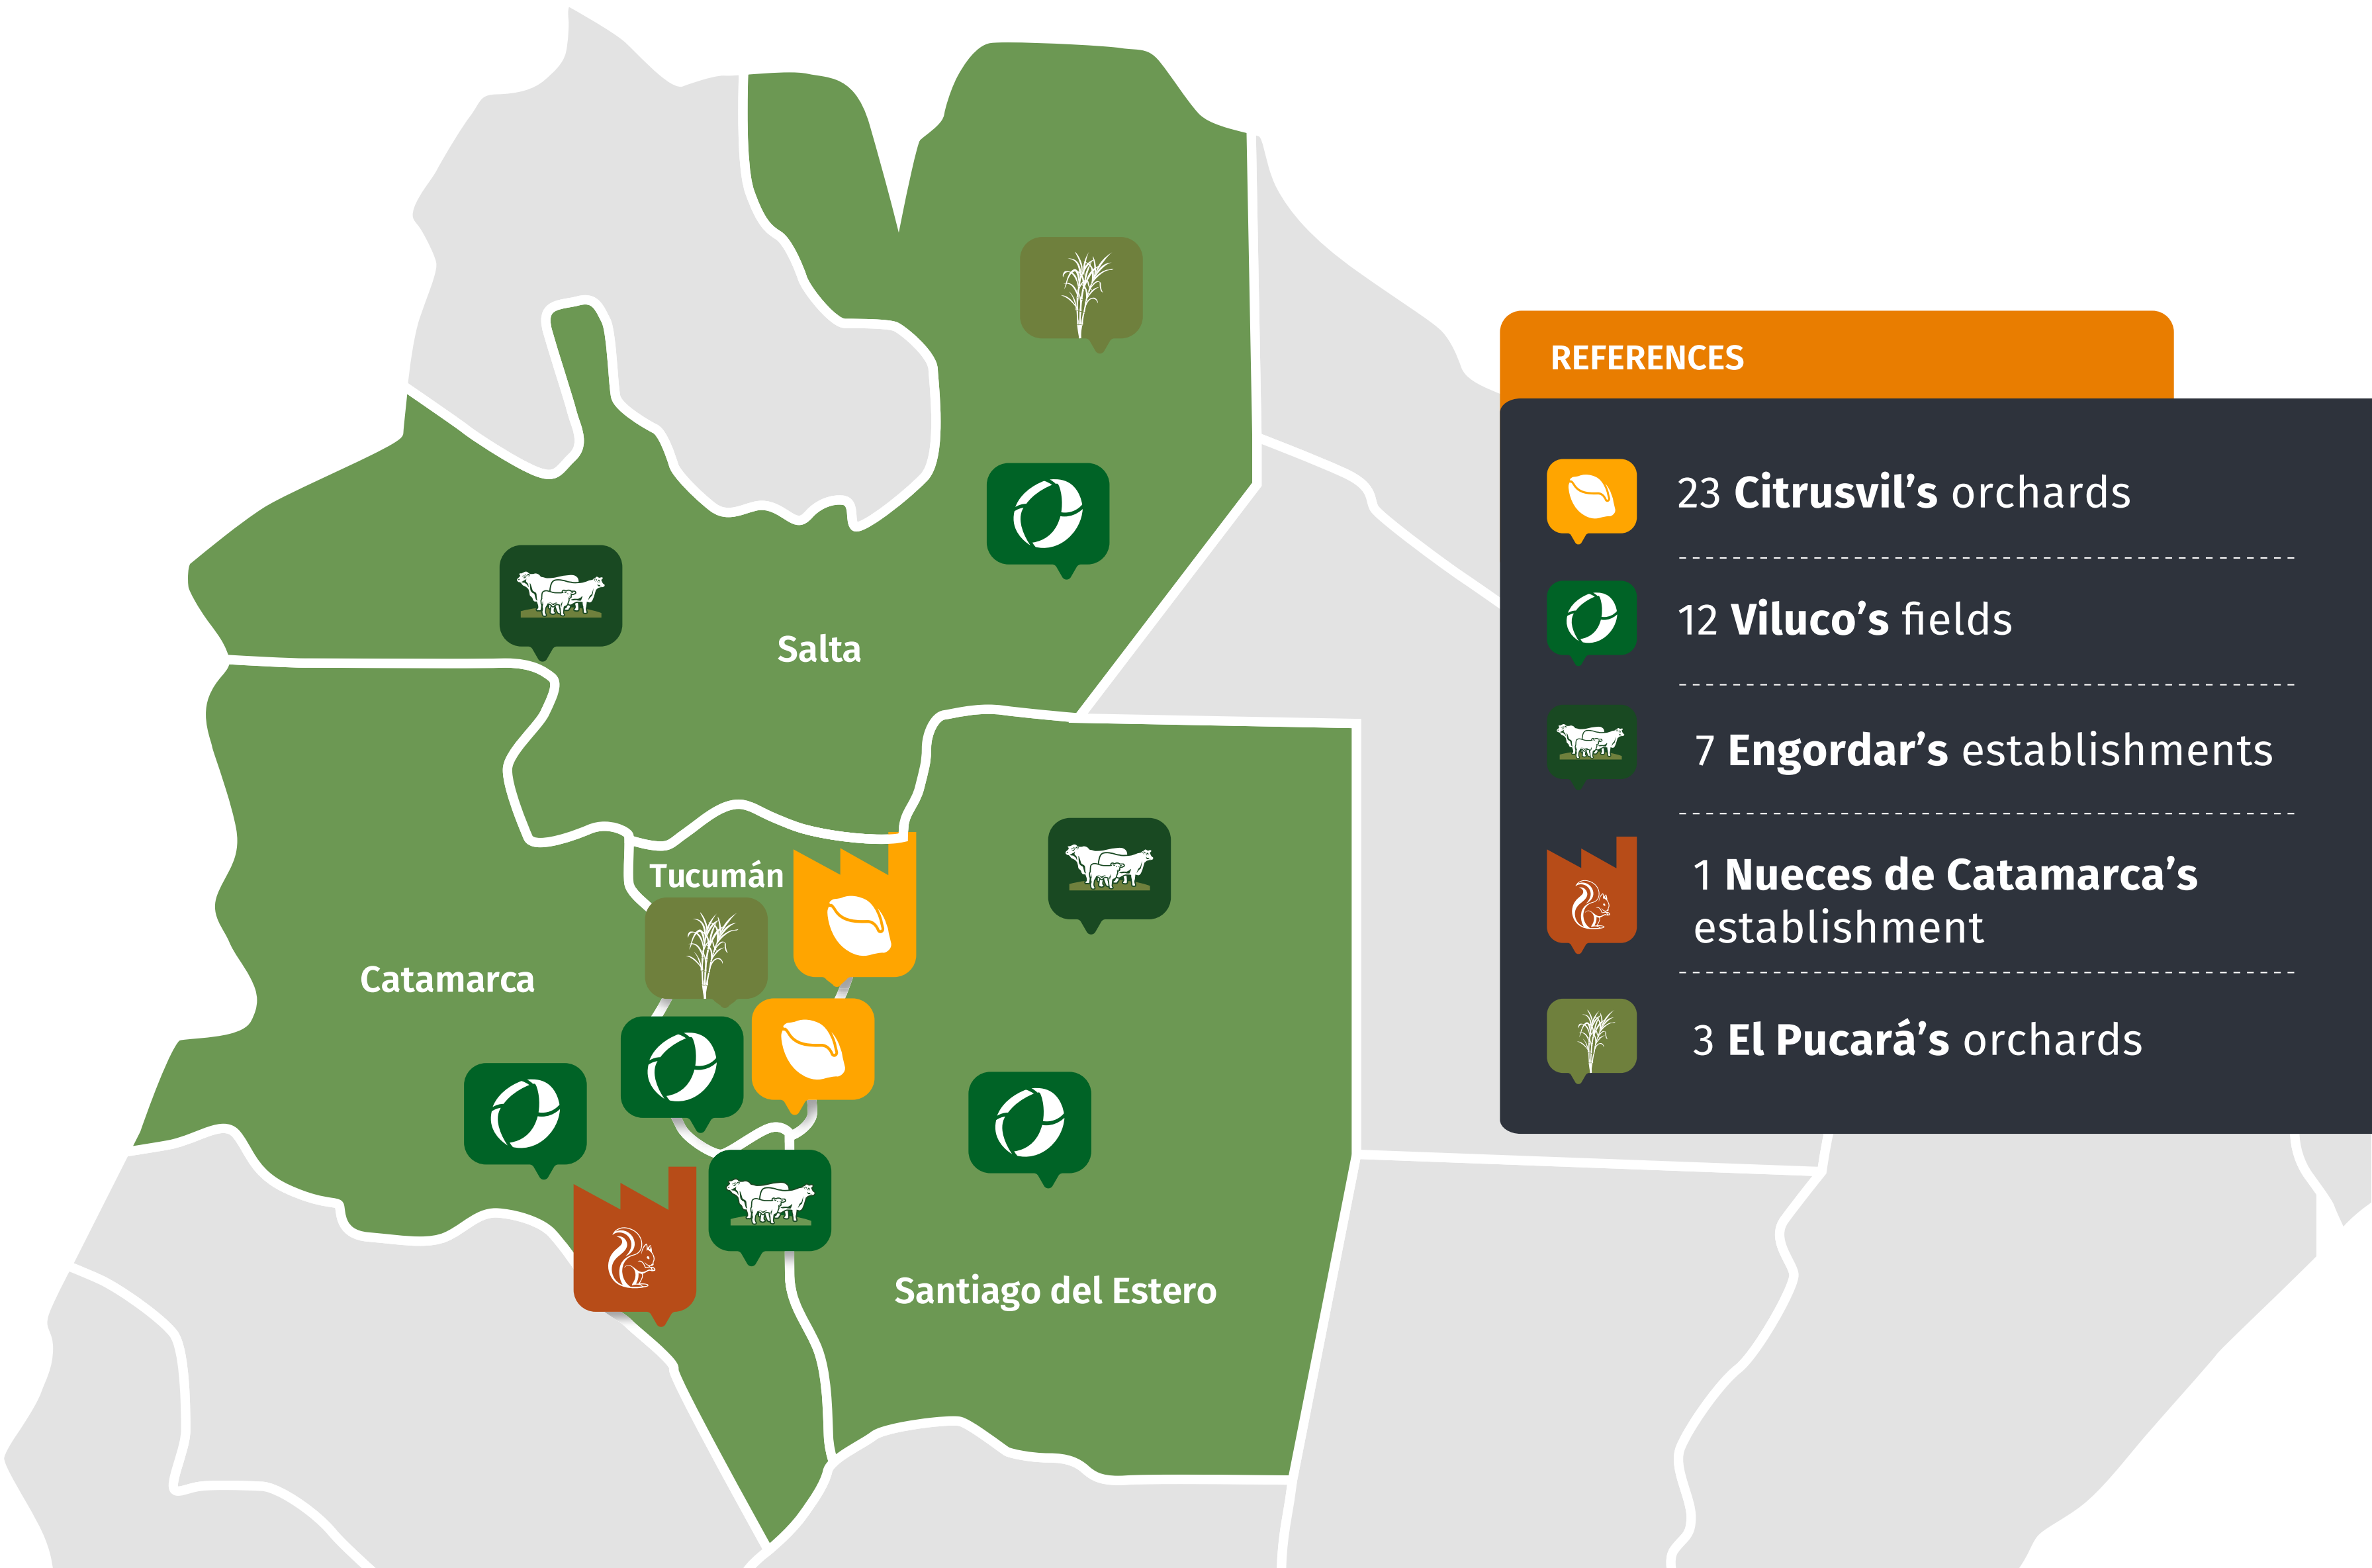 REFERENCES
23 Citrusvil’s orchards
12 Viluco’s fields
7 Engordar’s establishments
1 Nueces de Catamarca’s
establishment
3 El Pucará’s orchards
Salta
Tucumán
Catamarca
Santiago del Estero